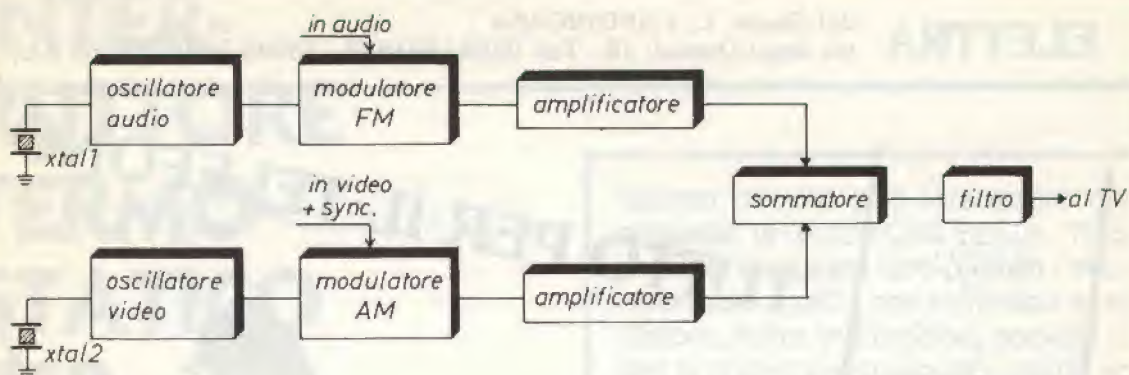 in audio
oscillatore
audio
modulatore
FM
amplificatore
xtal1
sommatore
filtro
al TV
in video
+ sync.
oscillatore
video
modulatore
AM
amplificatore
xtal2